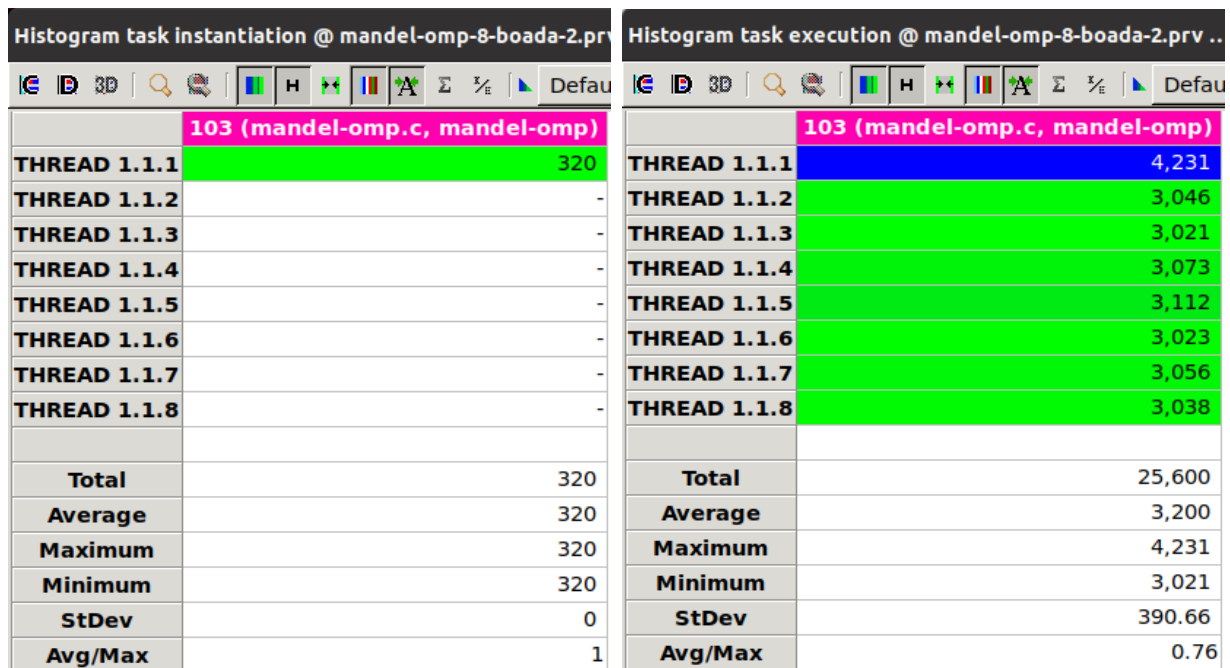 Histogram task instantiation @ mandel-omp-8-boada-2.prv
3D H Σ Defau
103 (mandel-omp.c, mandel-omp)
THREAD 1.1.1 320
THREAD 1.1.2 -
THREAD 1.1.3 -
THREAD 1.1.4 -
THREAD 1.1.5 -
THREAD 1.1.6 -
THREAD 1.1.7 -
THREAD 1.1.8 -
Total 320
Average 320
Maximum 320
Minimum 320
StDev 0
Avg/Max 1
Histogram task execution @ mandel-omp-8-boada-2.prv ..
3D H Σ Defau
103 (mandel-omp.c, mandel-omp)
THREAD 1.1.1 4,231
THREAD 1.1.2 3,046
THREAD 1.1.3 3,021
THREAD 1.1.4 3,073
THREAD 1.1.5 3,112
THREAD 1.1.6 3,023
THREAD 1.1.7 3,056
THREAD 1.1.8 3,038
Total 25,600
Average 3,200
Maximum 4,231
Minimum 3,021
StDev 390.66
Avg/Max 0.76